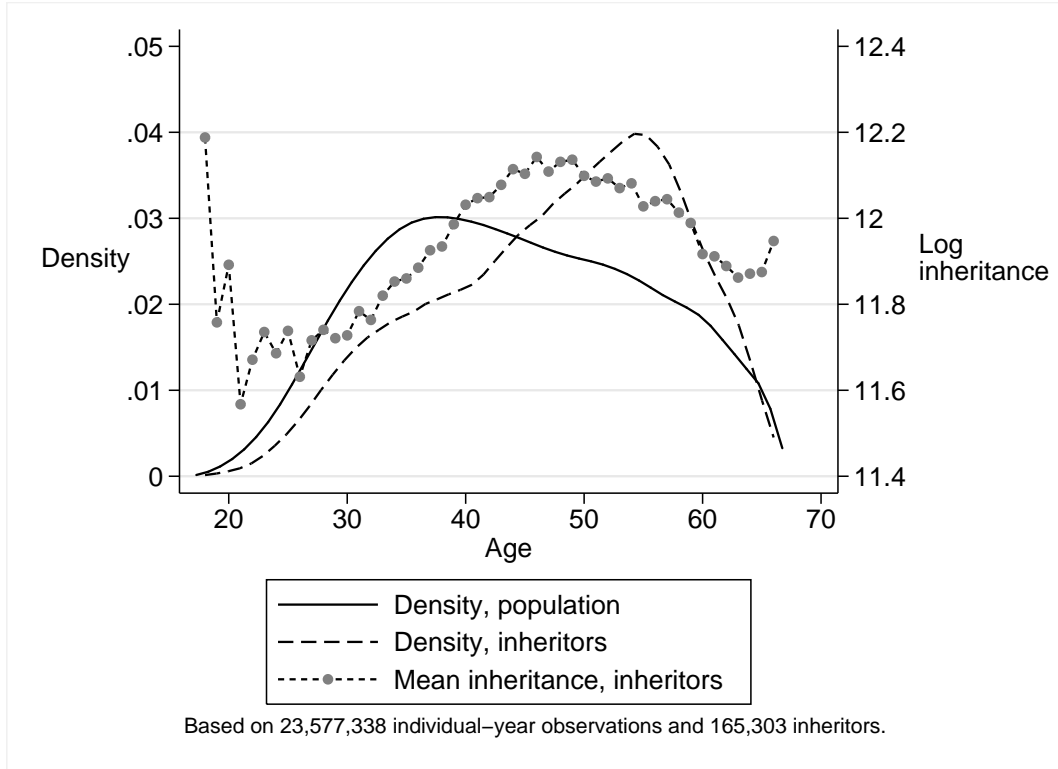 .05
.04
.03
.02
.01
0
Density
12.4
12.2
12
11.8
11.6
11.4
Log
inheritance
20 30 40 50 60 70
Age
Density, population
Density, inheritors
Mean inheritance, inheritors
Based on 23,577,338 individual−year observations and 165,303 inheritors.